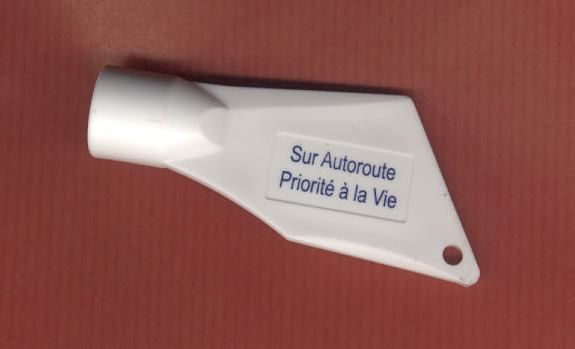 Sur Autoroute
Priorité à la Vie